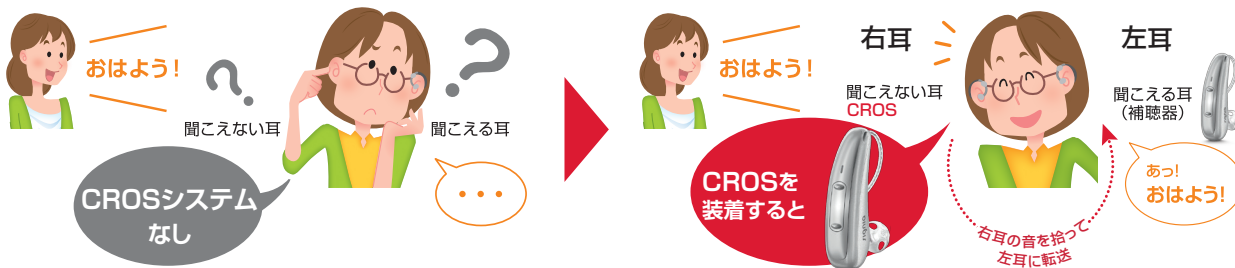 おはよう！
?
?
聞こえない耳
聞こえる耳
CROSシステム
なし
・・・
おはよう！
右耳
左耳
聞こえない耳
CROS
聞こえる耳
（補聴器）
CROSを
装着すると
signia
あっ！
おはよう！
右耳の音を拾って
左耳に転送